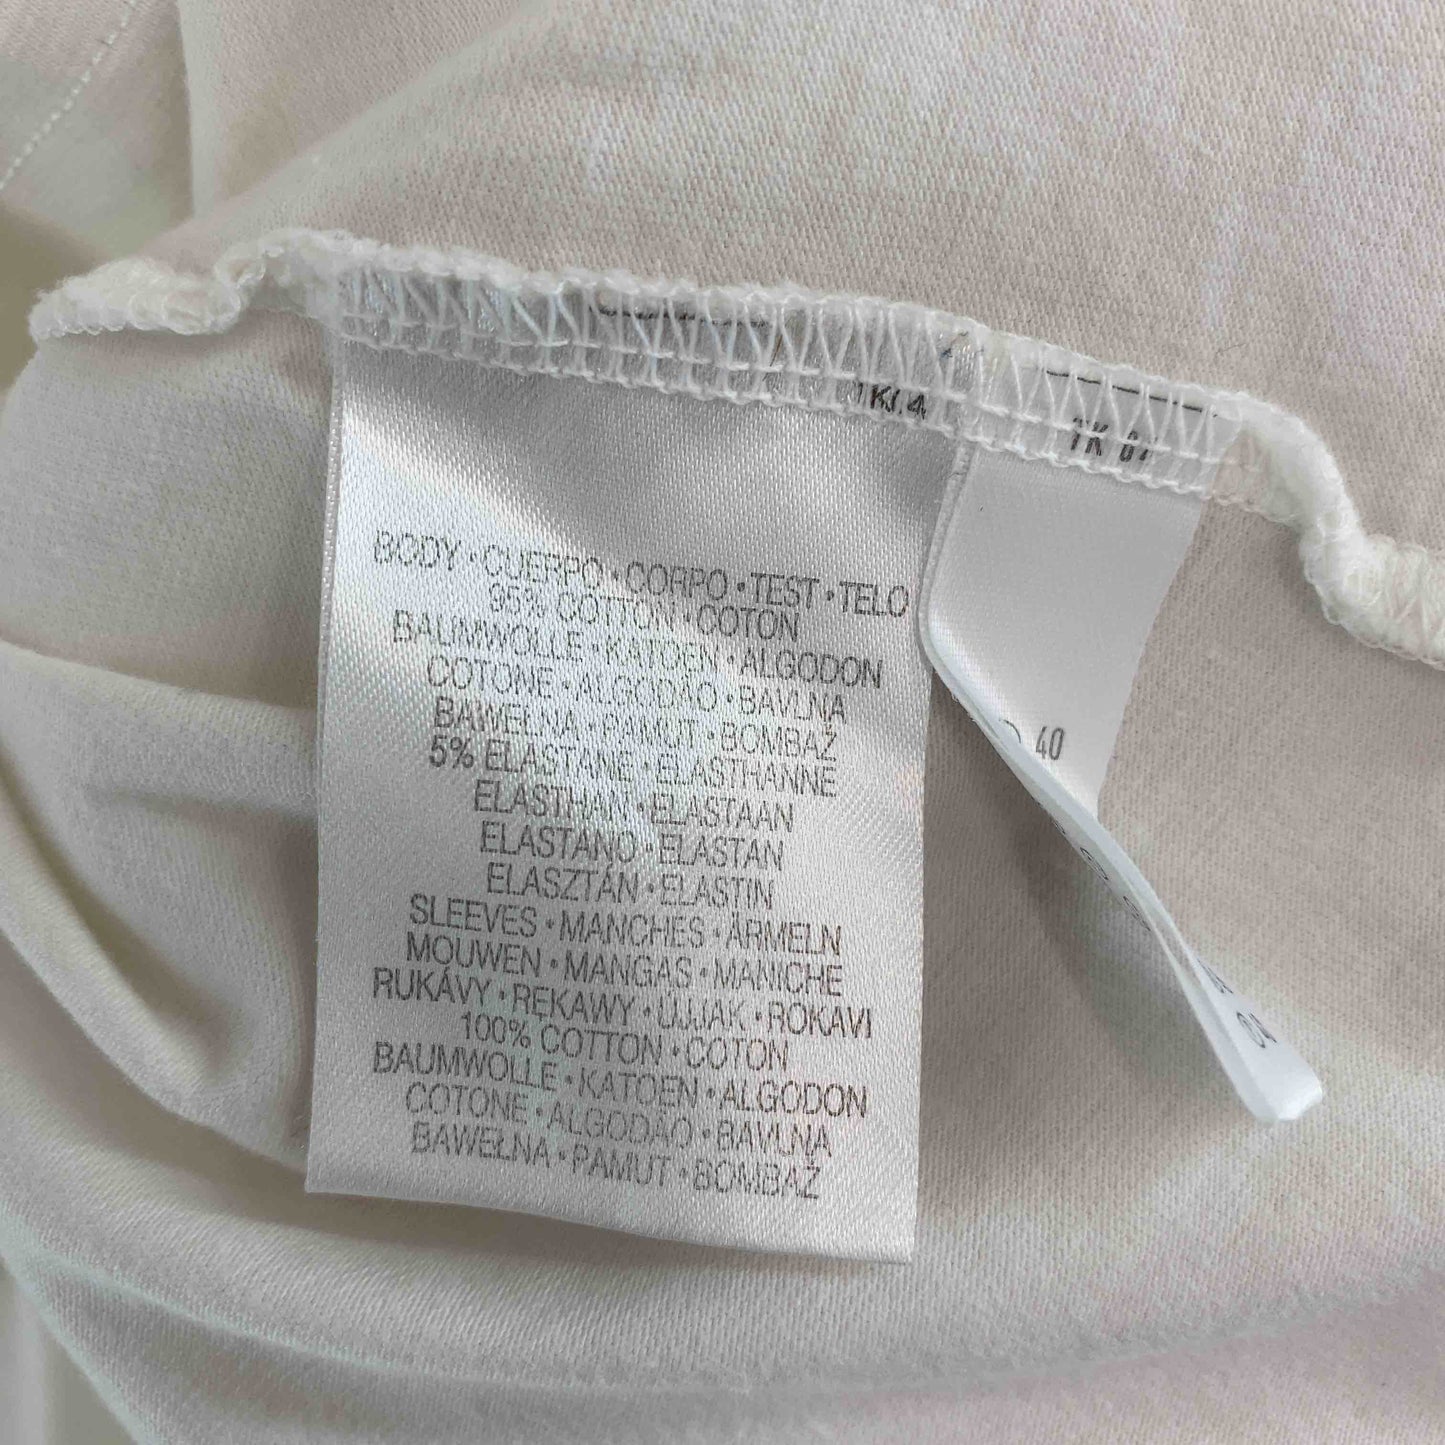 BODY • CUERPO • CORPO • TEST • TELO
95% COTTON • COTON
BAUMWOLLE • KATOEN • ALGODON
COTONE • ALGODÃO • BAVLNA
BAWEŁNA • PAMUT • BOMBAŽ
5% ELASTANE • ELASTHANNE
ELASTHAN • ELASTAAN
ELASTANO • ELASTAN
ELASZTÁN • ELASTIN
SLEEVES • MANCHES • ÄRMELN
MOUWEN • MANGAS • MANICHE
RUKÁVY • RĘKAWY • UJJAK • ROKAVI
100% COTTON • COTON
BAUMWOLLE • KATOEN • ALGODON
COTONE • ALGODÃO • BAVLNA
BAWEŁNA • PAMUT • BOMBAŽ
40